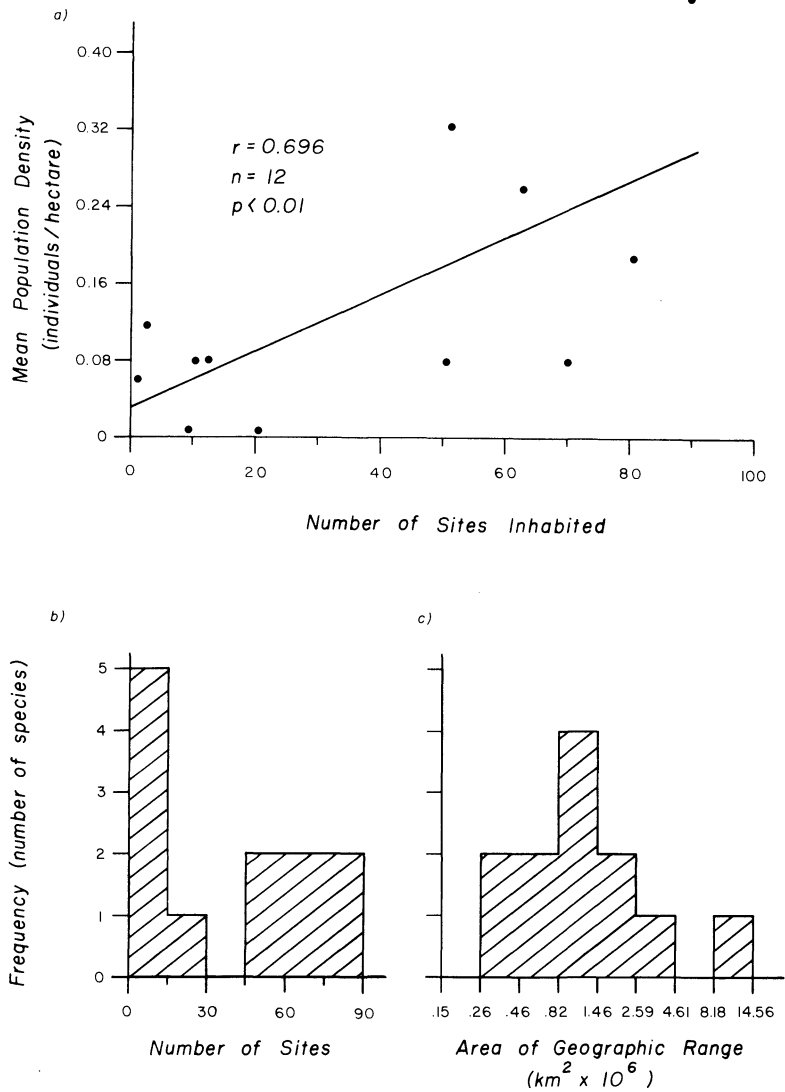 a)
Mean Population Density
(individuals/hectare)
0.40
0.32
0.24
0.16
0.08
0
r = 0.696
n = 12
p < 0.01
0 20 40 60 80 100
Number of Sites Inhabited
b)
Frequency (number of species)
5
4
3
2
1
0
0 30 60 90
Number of Sites
c)
.15 .26 .46 .82 1.46 2.59 4.61 8.18 14.56
Area of Geographic Range
(km² x 10⁶)